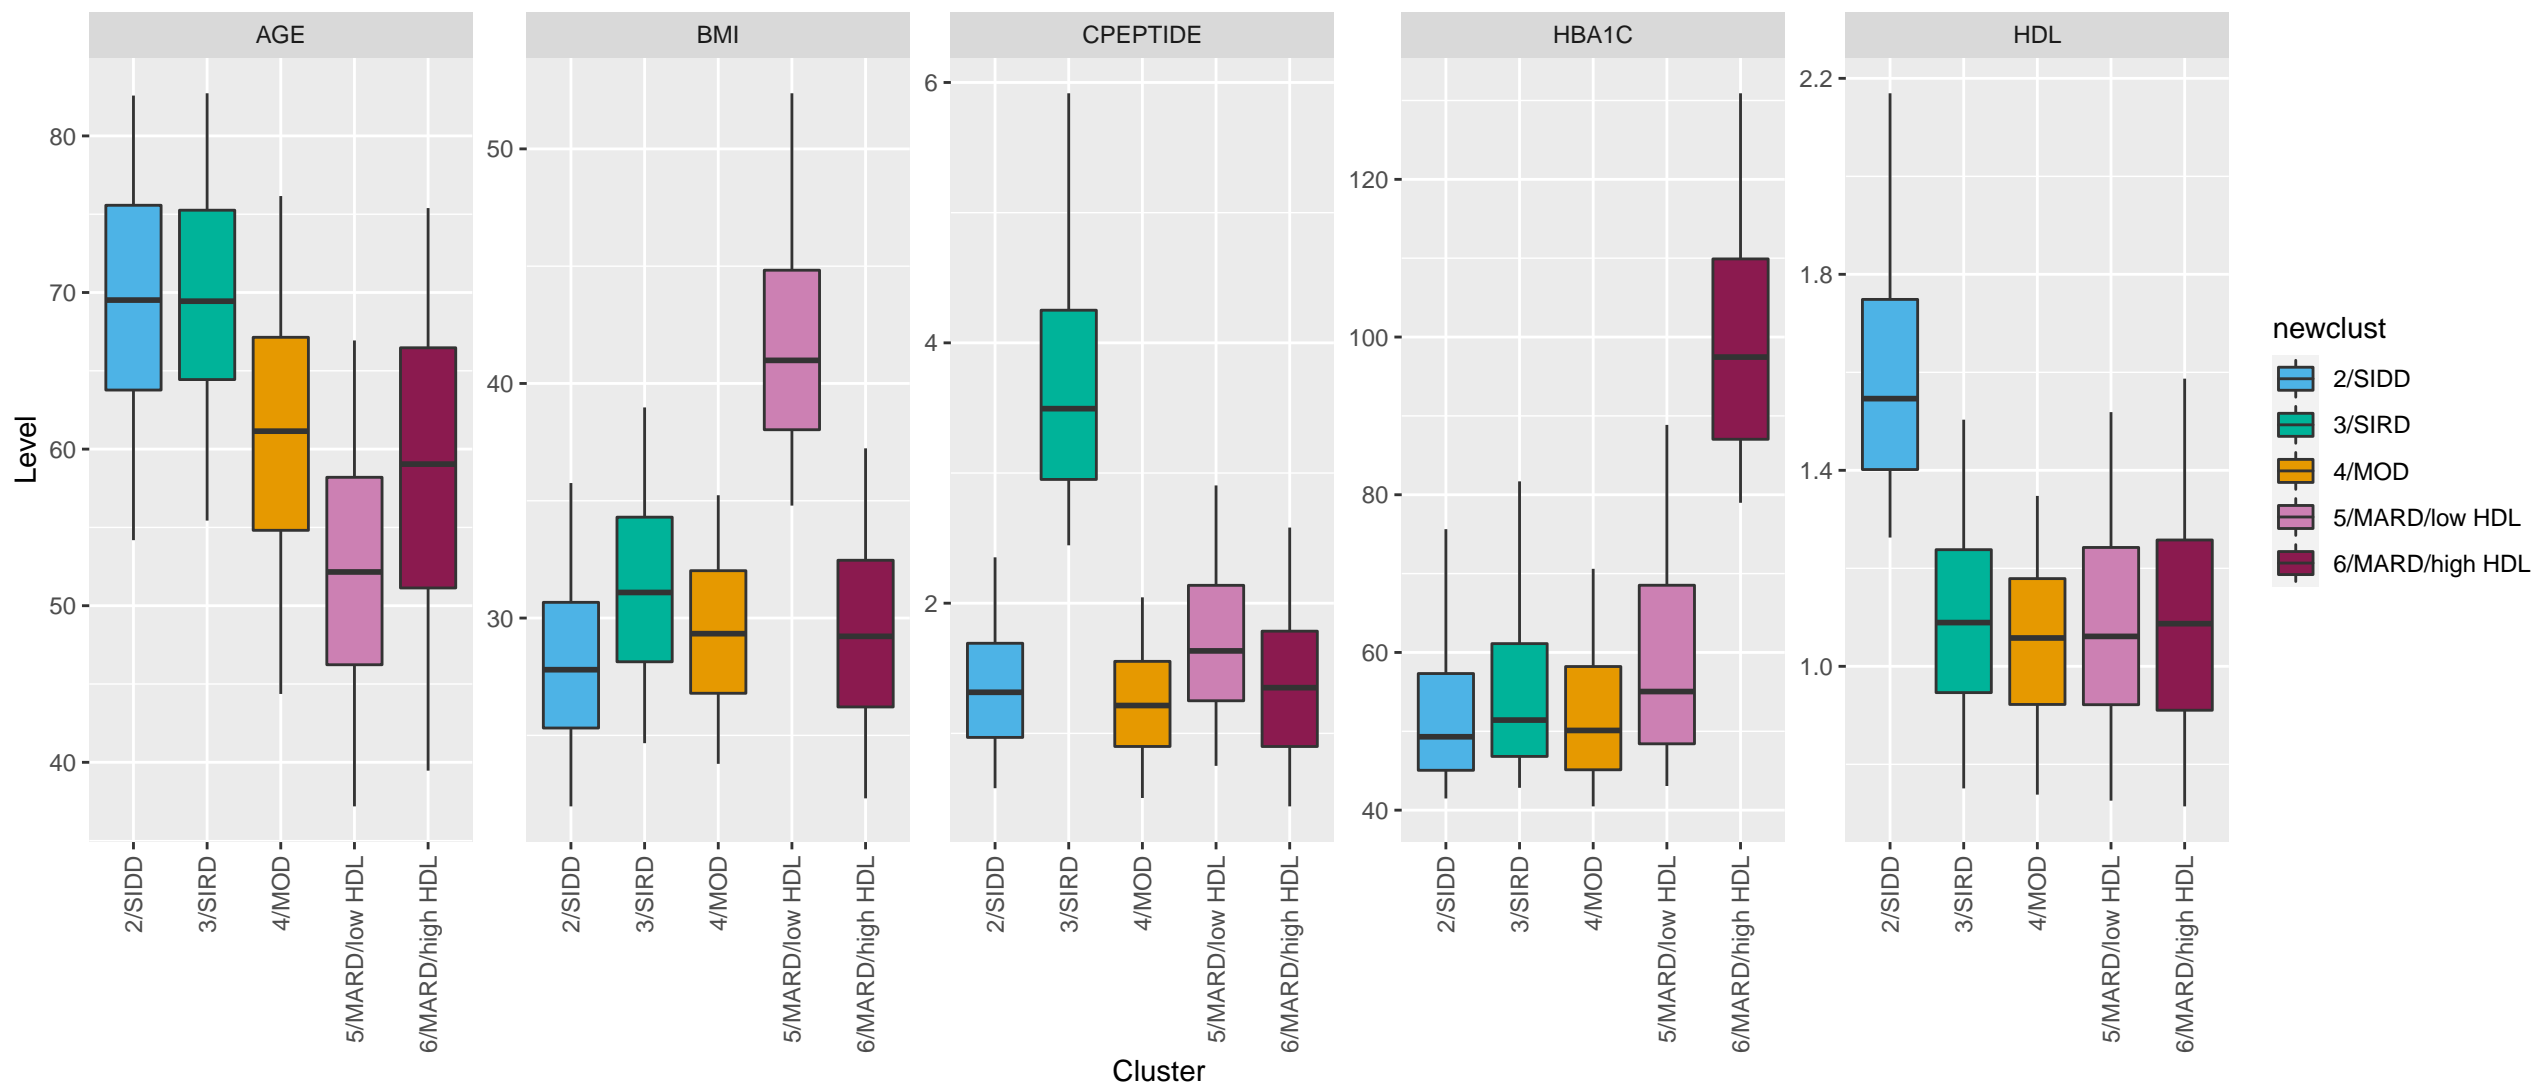 AGE
BMI
CPEPTIDE
HBA1C
HDL
Level
80
70
60
50
40
50
40
30
6
4
2
120
100
80
60
40
2.2
1.8
1.4
1.0
2/SIDD
3/SIRD
4/MOD
5/MARD/low HDL
6/MARD/high HDL
2/SIDD
3/SIRD
4/MOD
5/MARD/low HDL
6/MARD/high HDL
2/SIDD
3/SIRD
4/MOD
5/MARD/low HDL
6/MARD/high HDL
2/SIDD
3/SIRD
4/MOD
5/MARD/low HDL
6/MARD/high HDL
2/SIDD
3/SIRD
4/MOD
5/MARD/low HDL
6/MARD/high HDL
Cluster
newclust
2/SIDD
3/SIRD
4/MOD
5/MARD/low HDL
6/MARD/high HDL